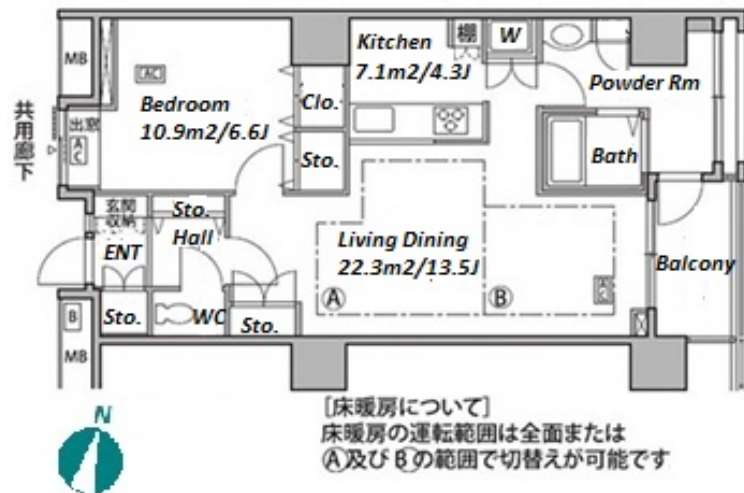 MB
共用廊下
出窓
AC
AC
Bedroom
10.9m2/6.6J
Clo.
Sto.
Kitchen
7.1m2/4.3J
棚
W
Powder Rm
Bath
玄関
収納
ENT
Sto.
Hall
Sto.
WC
Sto.
Living Dining
22.3m2/13.5J
A
B
AC
Balcony
B
MB
N
[床暖房について]
床暖房の運転範囲は全面または
Ⓐ及びⒷの範囲で切替えが可能です